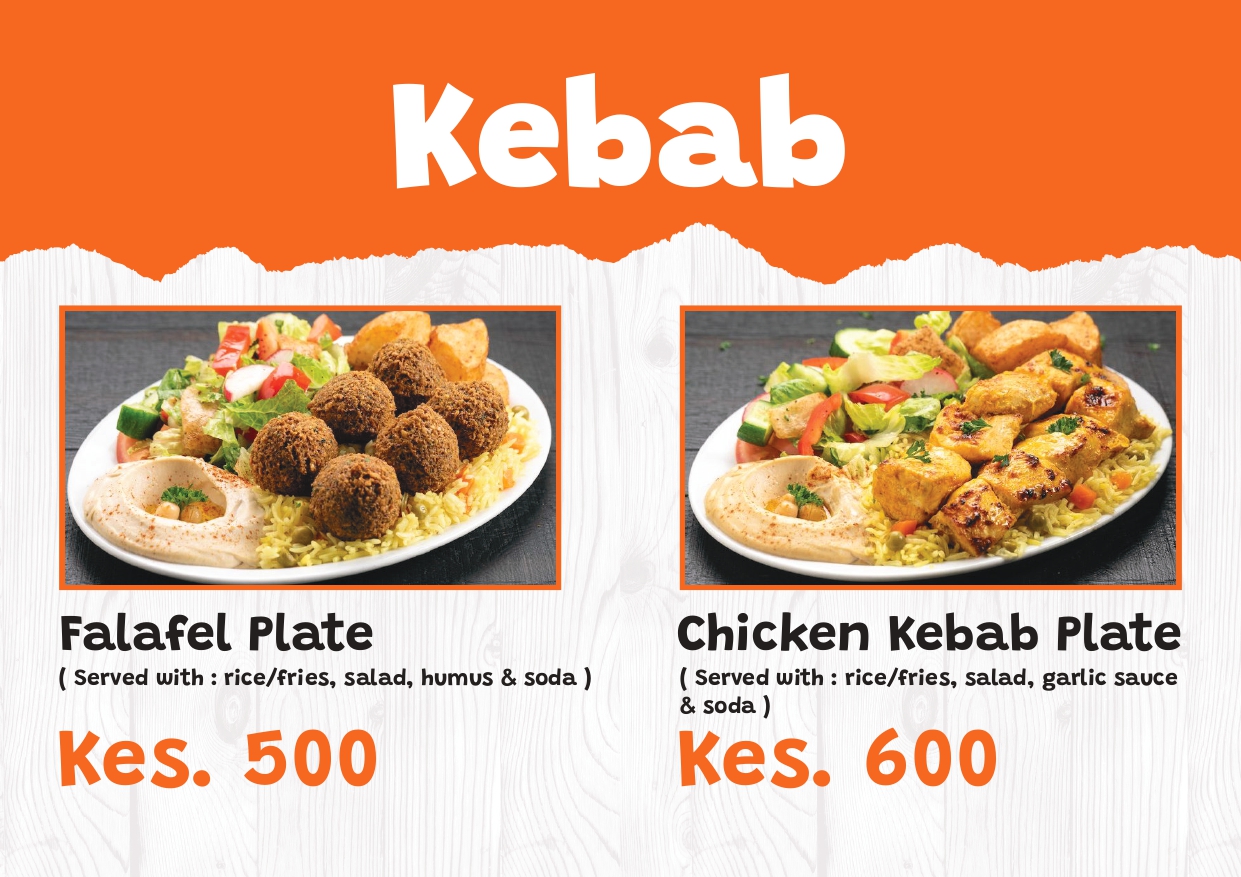 Kebab
Falafel Plate
( Served with : rice/fries, salad, humus & soda )
Kes. 500
Chicken Kebab Plate
( Served with : rice/fries, salad, garlic sauce
& soda )
Kes. 600